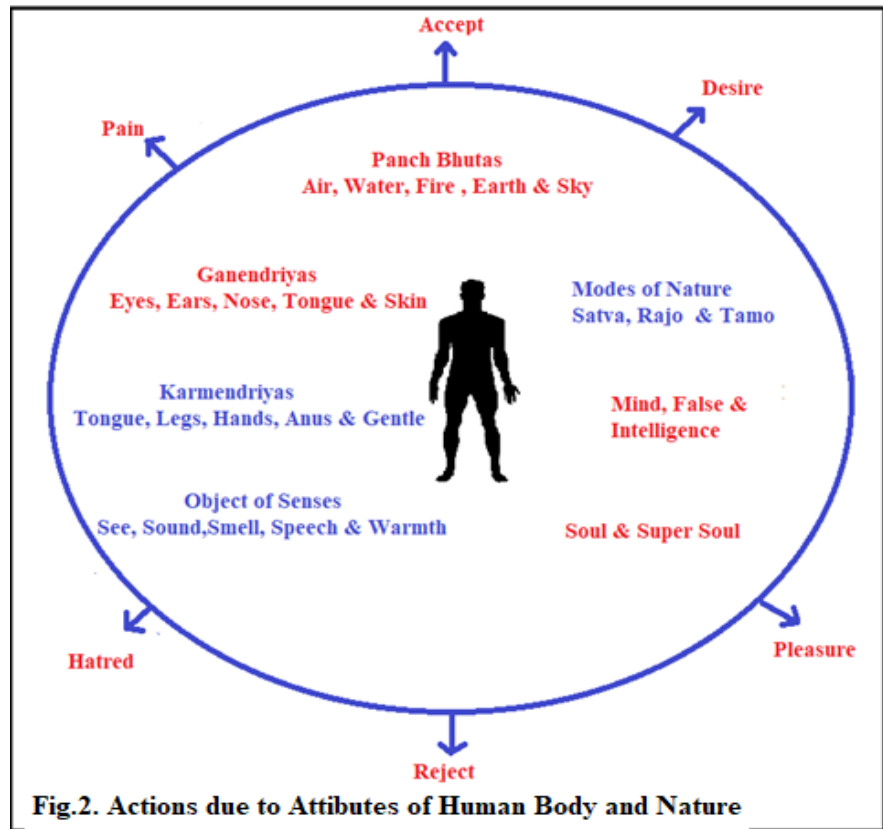 Accept
Desire
Pain
Panch Bhutas
Air, Water, Fire , Earth & Sky
Ganendriyas
Eyes, Ears, Nose, Tongue & Skin
Modes of Nature
Satva, Rajo & Tamo
Karmendriyas
Tongue, Legs, Hands, Anus & Gentle
Mind, False &
Intelligence
Object of Senses
See, Sound,Smell, Speech & Warmth
Soul & Super Soul
Hatred
Pleasure
Reject
Fig.2. Actions due to Attibutes of Human Body and Nature